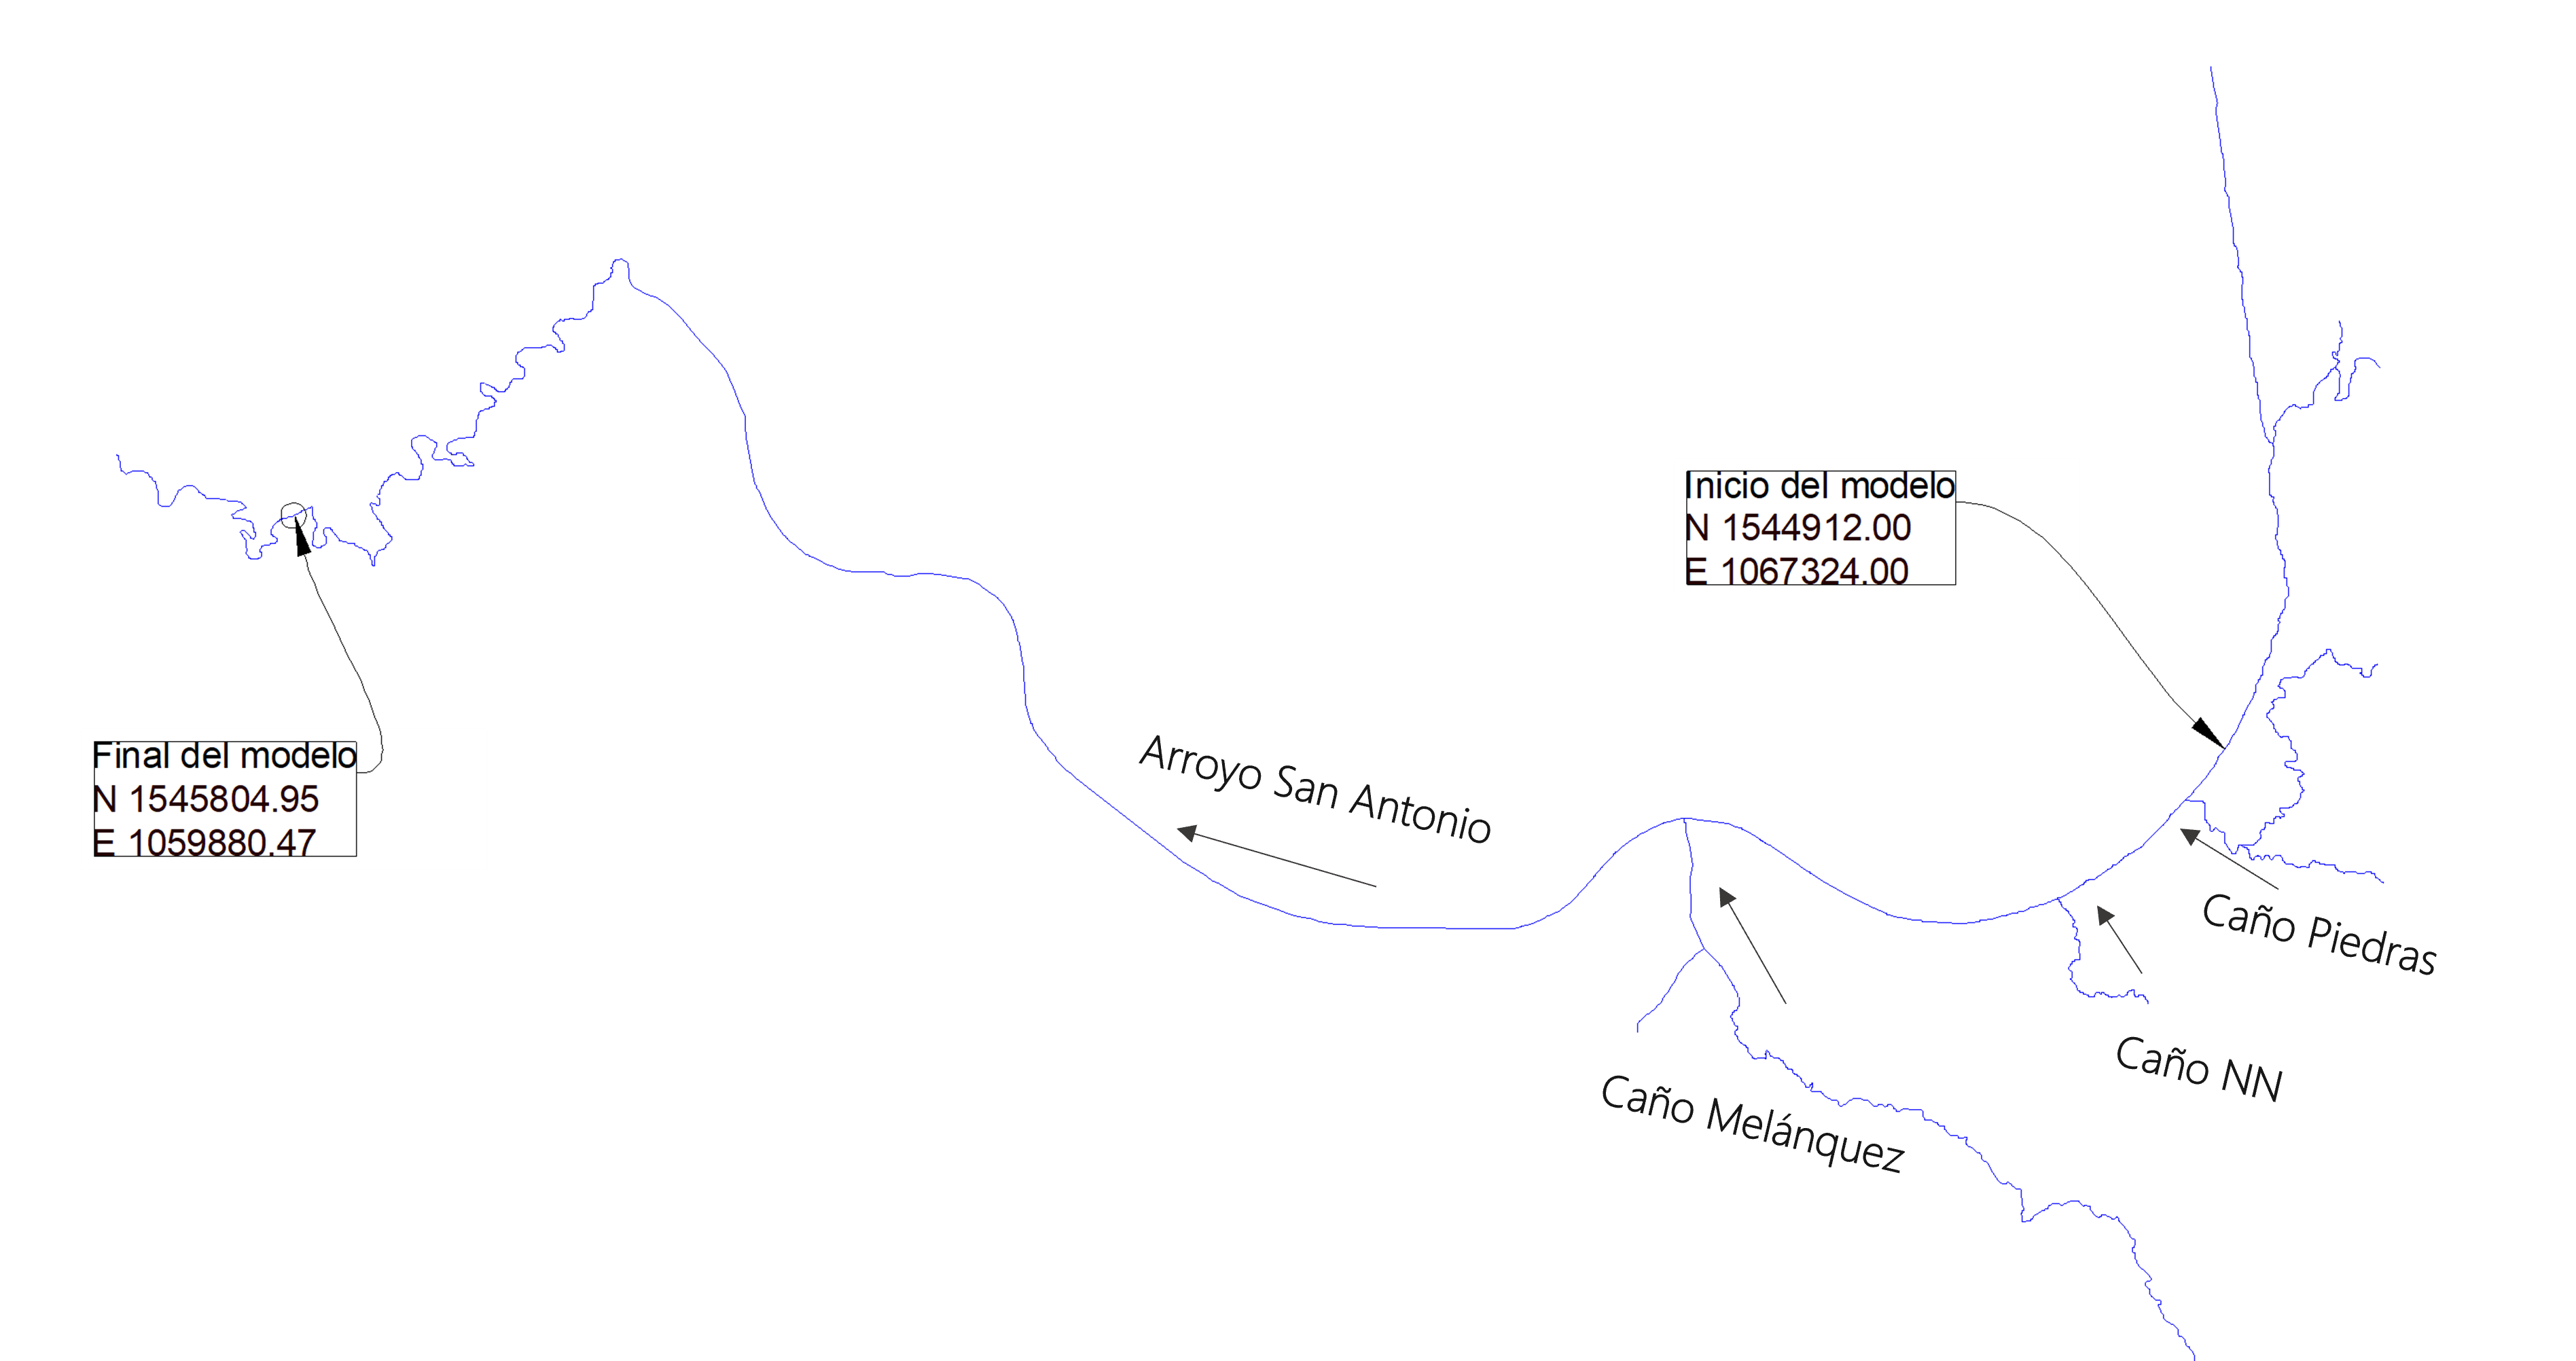 Inicio del modelo
N 1544912.00
E 1067324.00
Final del modelo
N 1545804.95
E 1059880.47
Arroyo San Antonio
Caño Piedras
Caño NN
Caño Melánquez